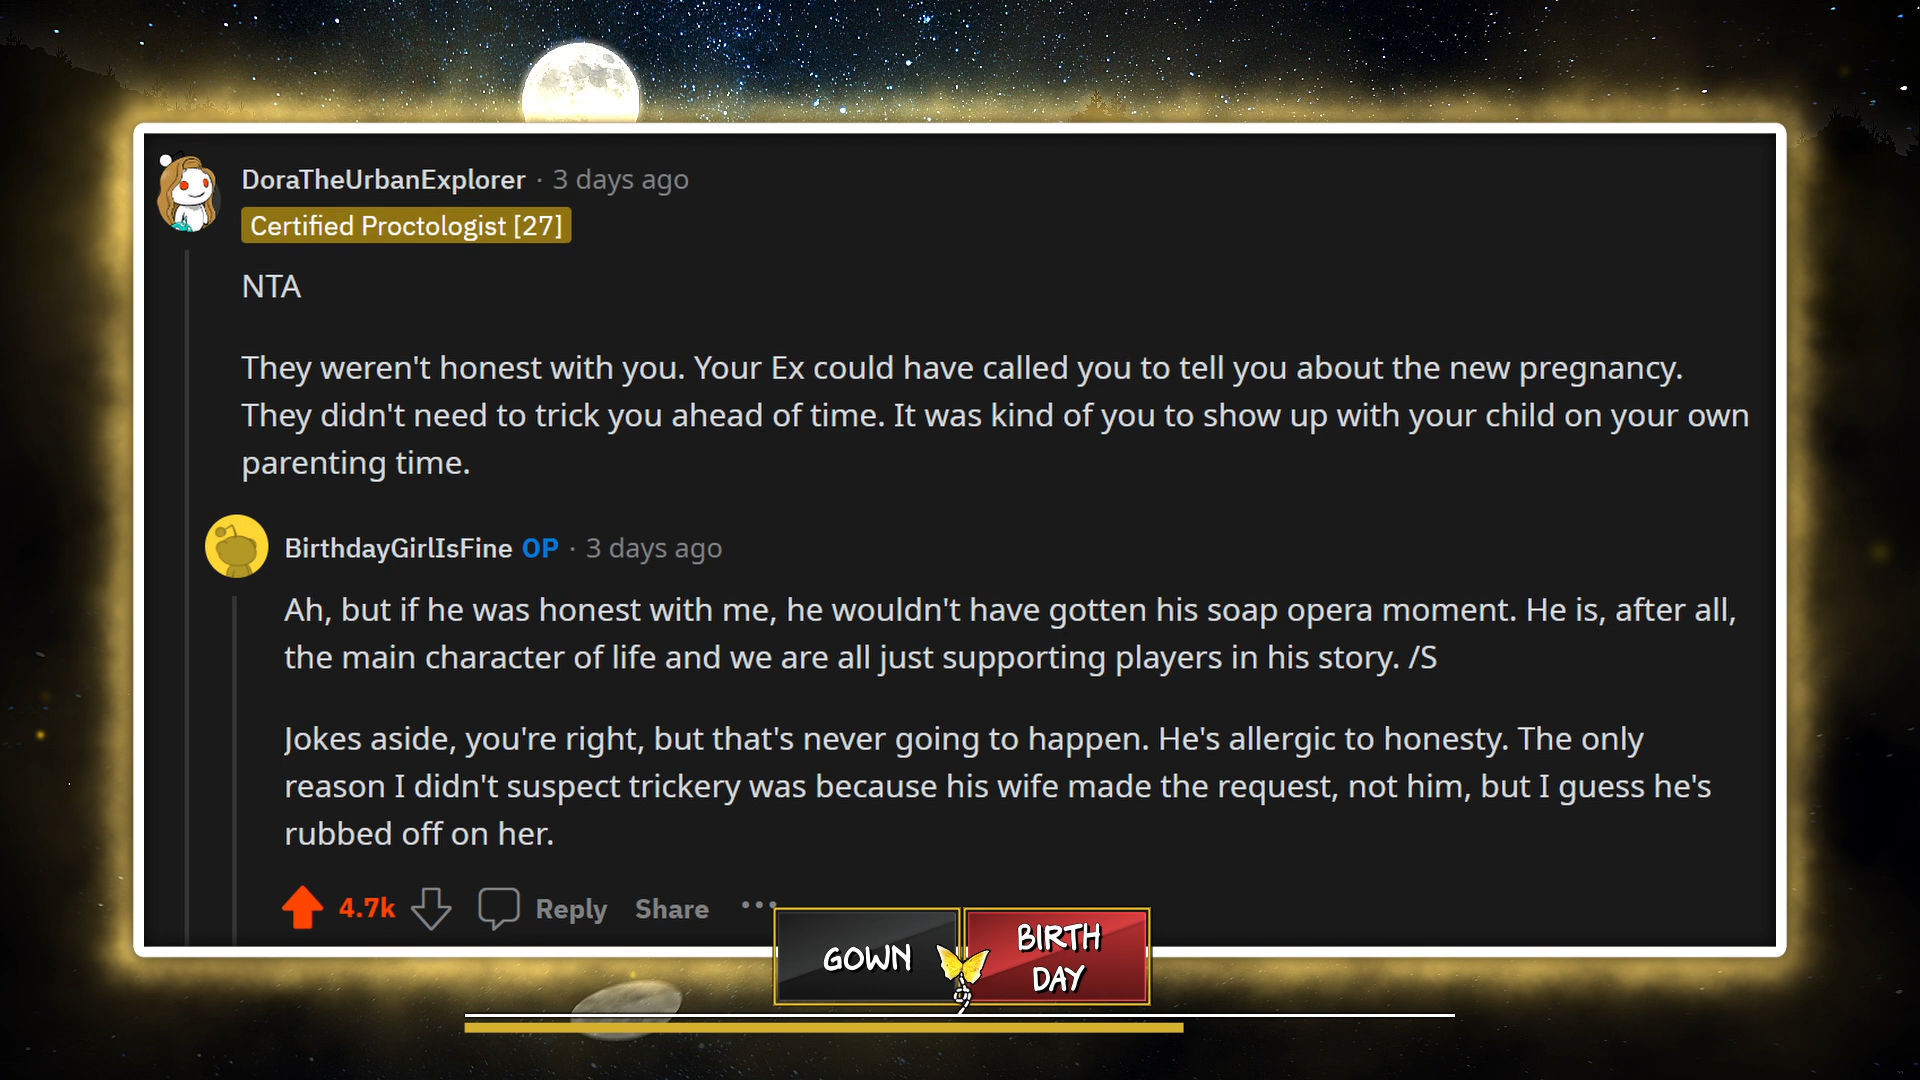 DoraTheUrbanExplorer · 3 days ago
Certified Proctologist [27]
NTA
They weren't honest with you. Your Ex could have called you to tell you about the new pregnancy.
They didn't need to trick you ahead of time. It was kind of you to show up with your child on your own
parenting time.
BirthdayGirlIsFine OP · 3 days ago
Ah, but if he was honest with me, he wouldn't have gotten his soap opera moment. He is, after all,
the main character of life and we are all just supporting players in his story. /S
Jokes aside, you're right, but that's never going to happen. He's allergic to honesty. The only
reason I didn't suspect trickery was because his wife made the request, not him, but I guess he's
rubbed off on her.
4.7k Reply Share ...
GOWN
BIRTH
DAY